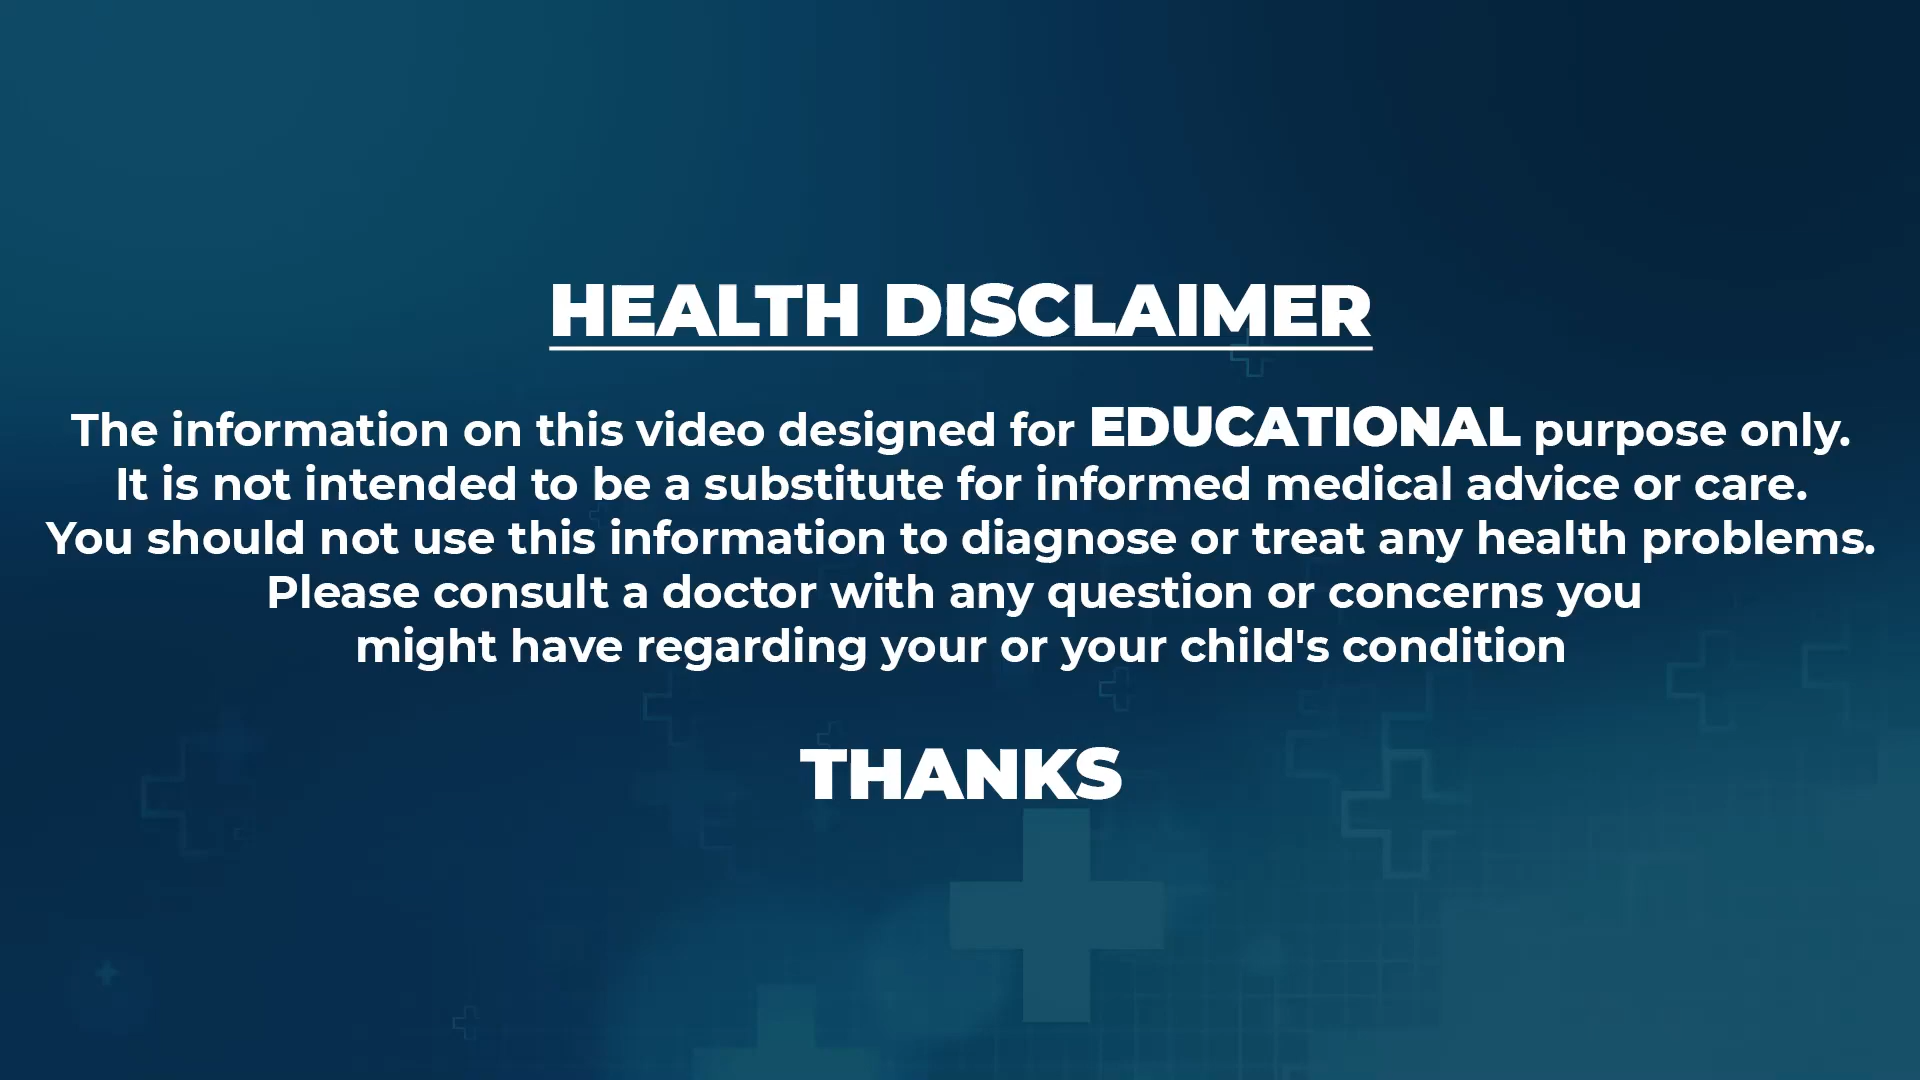 HEALTH DISCLAIMER
The information on this video designed for EDUCATIONAL purpose only.
It is not intended to be a substitute for informed medical advice or care.
You should not use this information to diagnose or treat any health problems.
Please consult a doctor with any question or concerns you
might have regarding your or your child's condition
THANKS